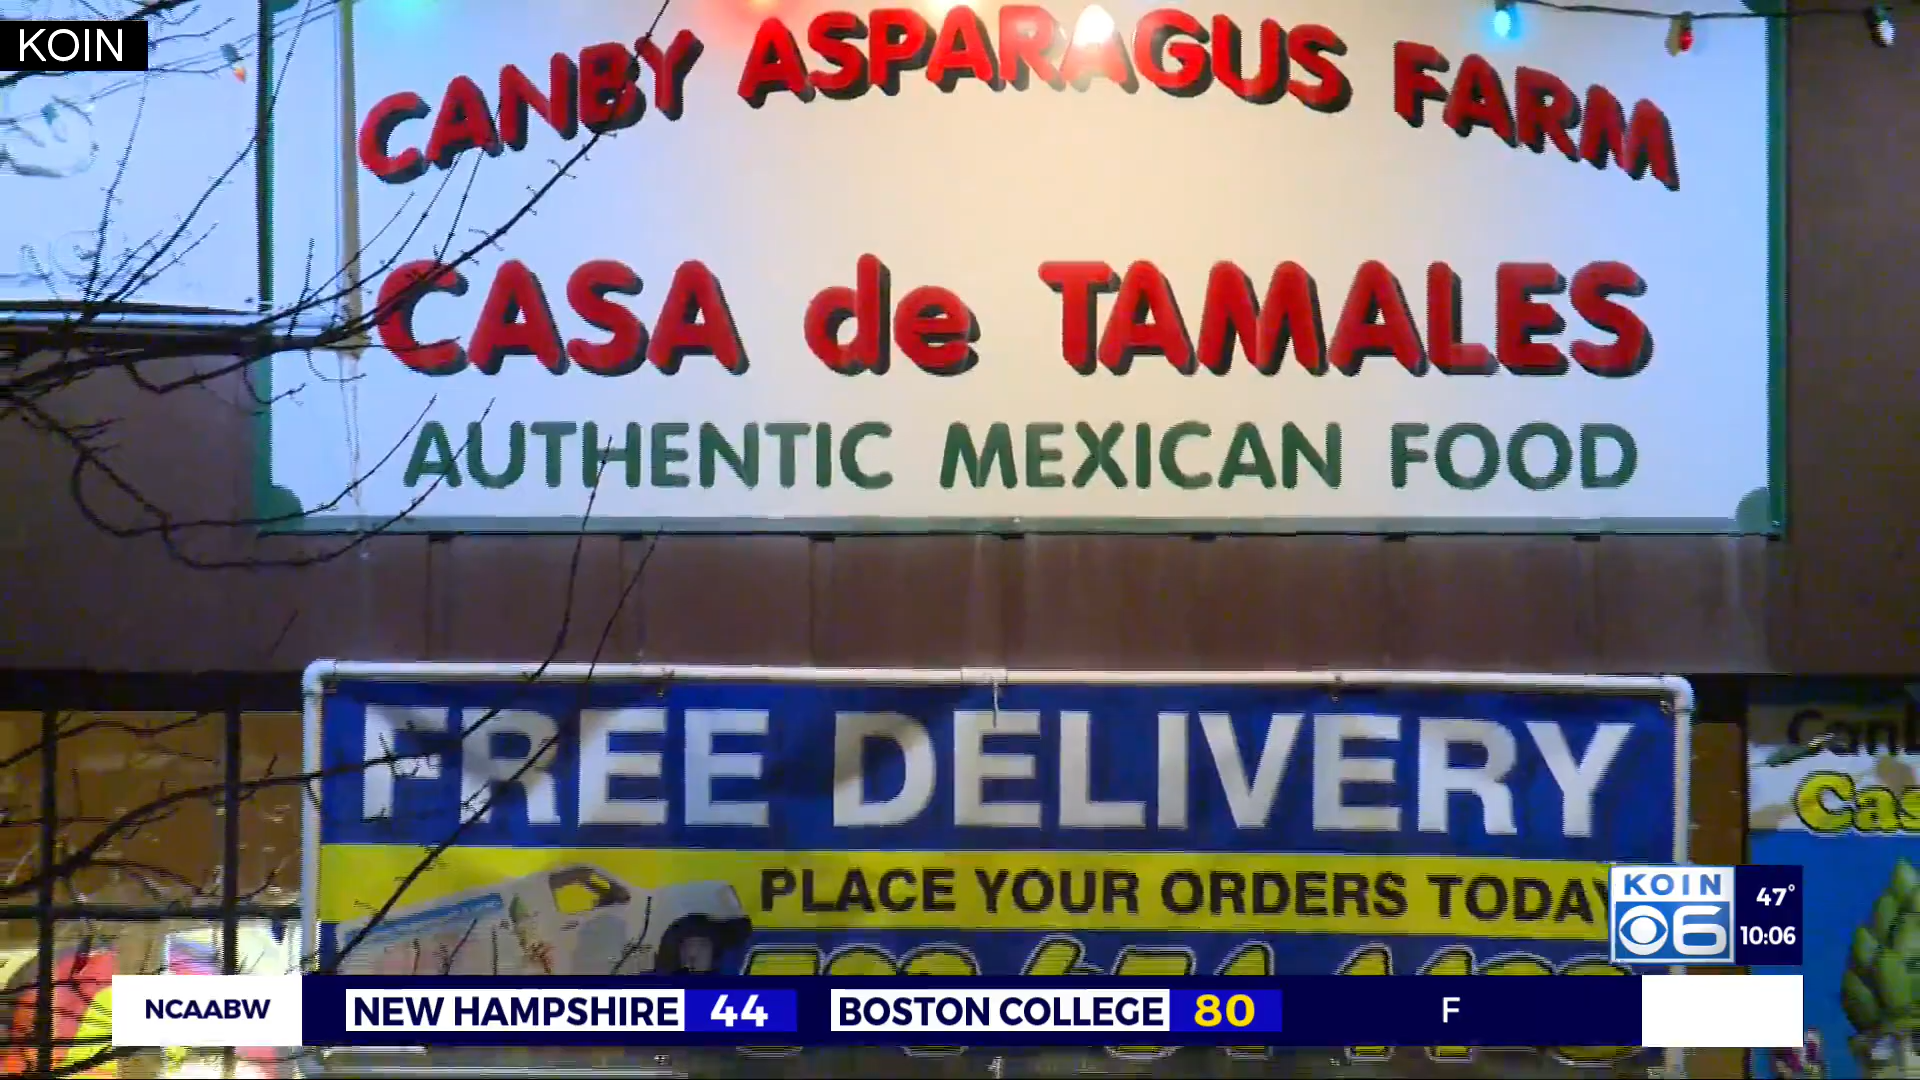 KOIN
CANBY ASPARAGUS FARM
CASA de TAMALES
AUTHENTIC MEXICAN FOOD
FREE DELIVERY
PLACE YOUR ORDERS TODAY
KOIN
6
47°
10:06
NCAABW NEW HAMPSHIRE 44 BOSTON COLLEGE 80 F